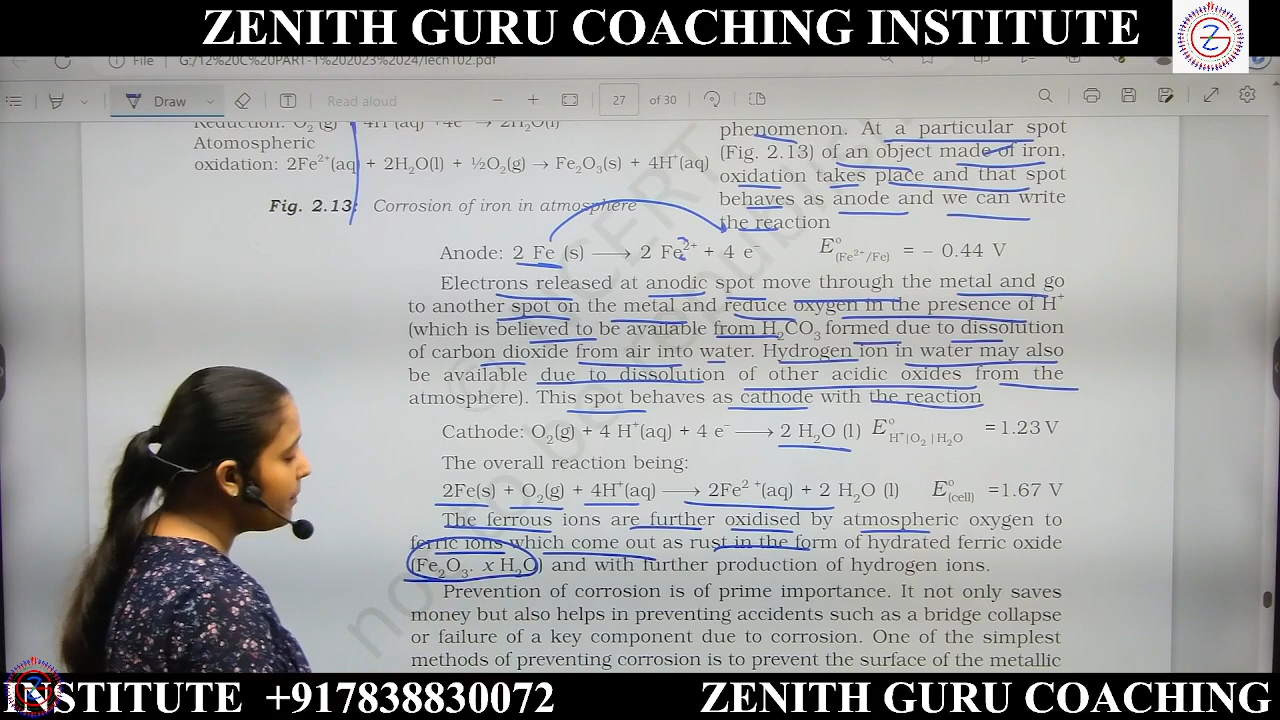 ZENITH GURU COACHING INSTITUTE
File G:/12%20C%20PART-1%202023%2024/lech102.pdf
Draw Read aloud 27 of 30
Reduction: O₂(g) + 4H⁺(aq) +4e⁻ → 2H₂O(l)
Atomospheric
oxidation: 2Fe²⁺(aq) + 2H₂O(l) + ½O₂(g) → Fe₂O₃(s) + 4H⁺(aq)
Fig. 2.13: Corrosion of iron in atmosphere
phenomenon. At a particular spot
(Fig. 2.13) of an object made of iron,
oxidation takes place and that spot
behaves as anode and we can write
the reaction
Anode: 2 Fe (s) ⟶ 2 Fe²⁺ + 4 e⁻ E°(Fe²⁺/Fe) = – 0.44 V
Electrons released at anodic spot move through the metal and go
to another spot on the metal and reduce oxygen in the presence of H⁺
(which is believed to be available from H₂CO₃ formed due to dissolution
of carbon dioxide from air into water. Hydrogen ion in water may also
be available due to dissolution of other acidic oxides from the
atmosphere). This spot behaves as cathode with the reaction
Cathode: O₂(g) + 4 H⁺(aq) + 4 e⁻ ⟶ 2 H₂O (l) E° H⁺|O₂|H₂O = 1.23 V
The overall reaction being:
2Fe(s) + O₂(g) + 4H⁺(aq) ⟶ 2Fe²⁺(aq) + 2 H₂O (l) E°(cell) =1.67 V
The ferrous ions are further oxidised by atmospheric oxygen to
ferric ions which come out as rust in the form of hydrated ferric oxide
(Fe₂O₃. x H₂O) and with further production of hydrogen ions.
Prevention of corrosion is of prime importance. It not only saves
money but also helps in preventing accidents such as a bridge collapse
or failure of a key component due to corrosion. One of the simplest
methods of preventing corrosion is to prevent the surface of the metallic
INSTITUTE +917838830072 ZENITH GURU COACHING